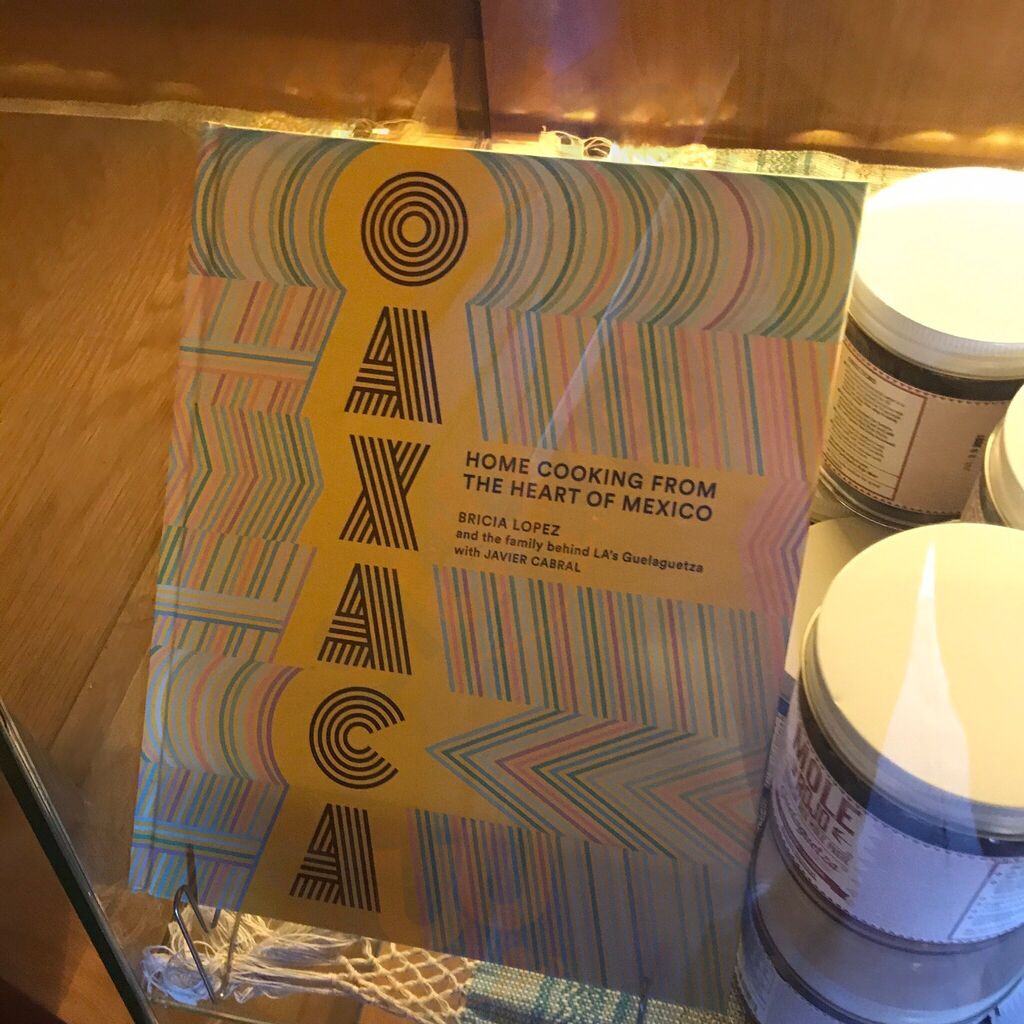 OAXACA
HOME COOKING FROM
THE HEART OF MEXICO
BRICIA LOPEZ
and the family behind LA's Guelaguetza
with JAVIER CABRAL
MOLE